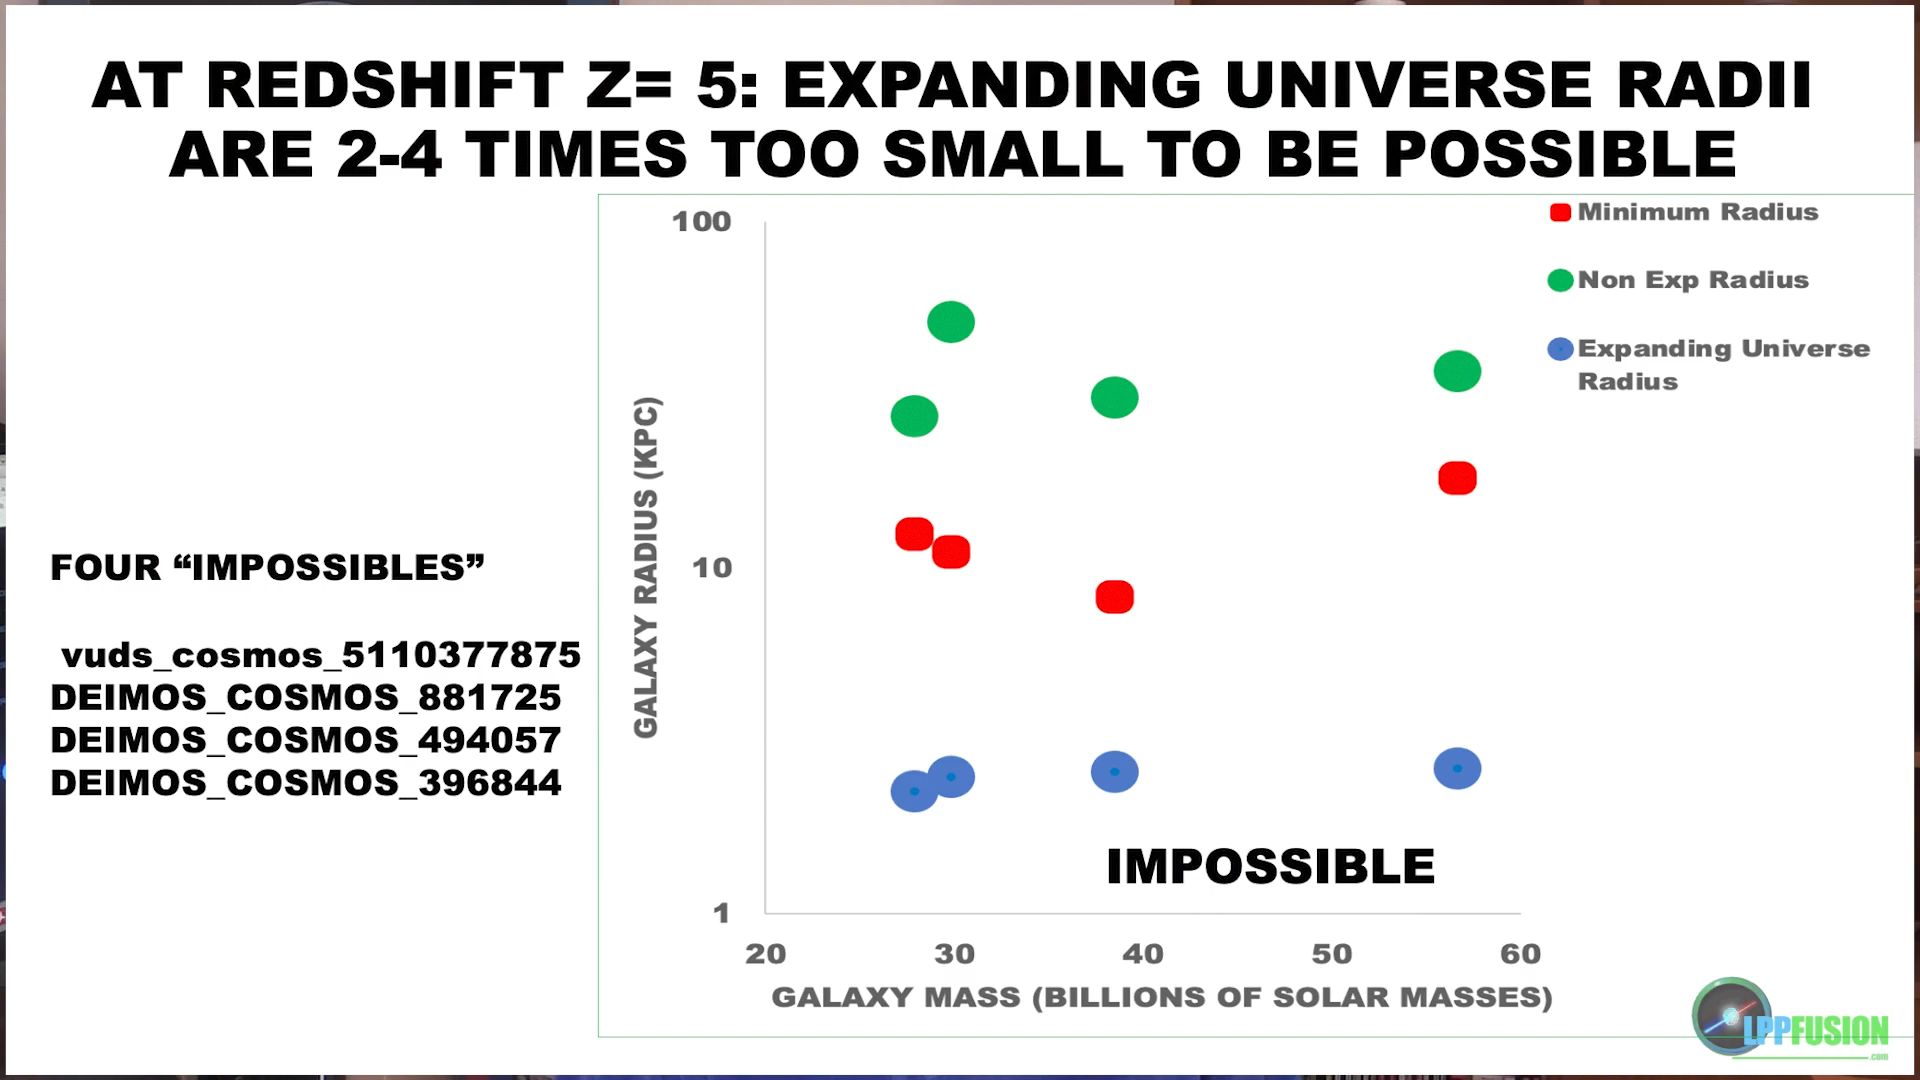 AT REDSHIFT Z= 5: EXPANDING UNIVERSE RADII
ARE 2-4 TIMES TOO SMALL TO BE POSSIBLE
FOUR “IMPOSSIBLES”
vuds_cosmos_5110377875
DEIMOS_COSMOS_881725
DEIMOS_COSMOS_494057
DEIMOS_COSMOS_396844
GALAXY RADIUS (KPC)
100
10
1
20 30 40 50 60
GALAXY MASS (BILLIONS OF SOLAR MASSES)
IMPOSSIBLE
Minimum Radius
Non Exp Radius
Expanding Universe
Radius
LPPFUSION
.com